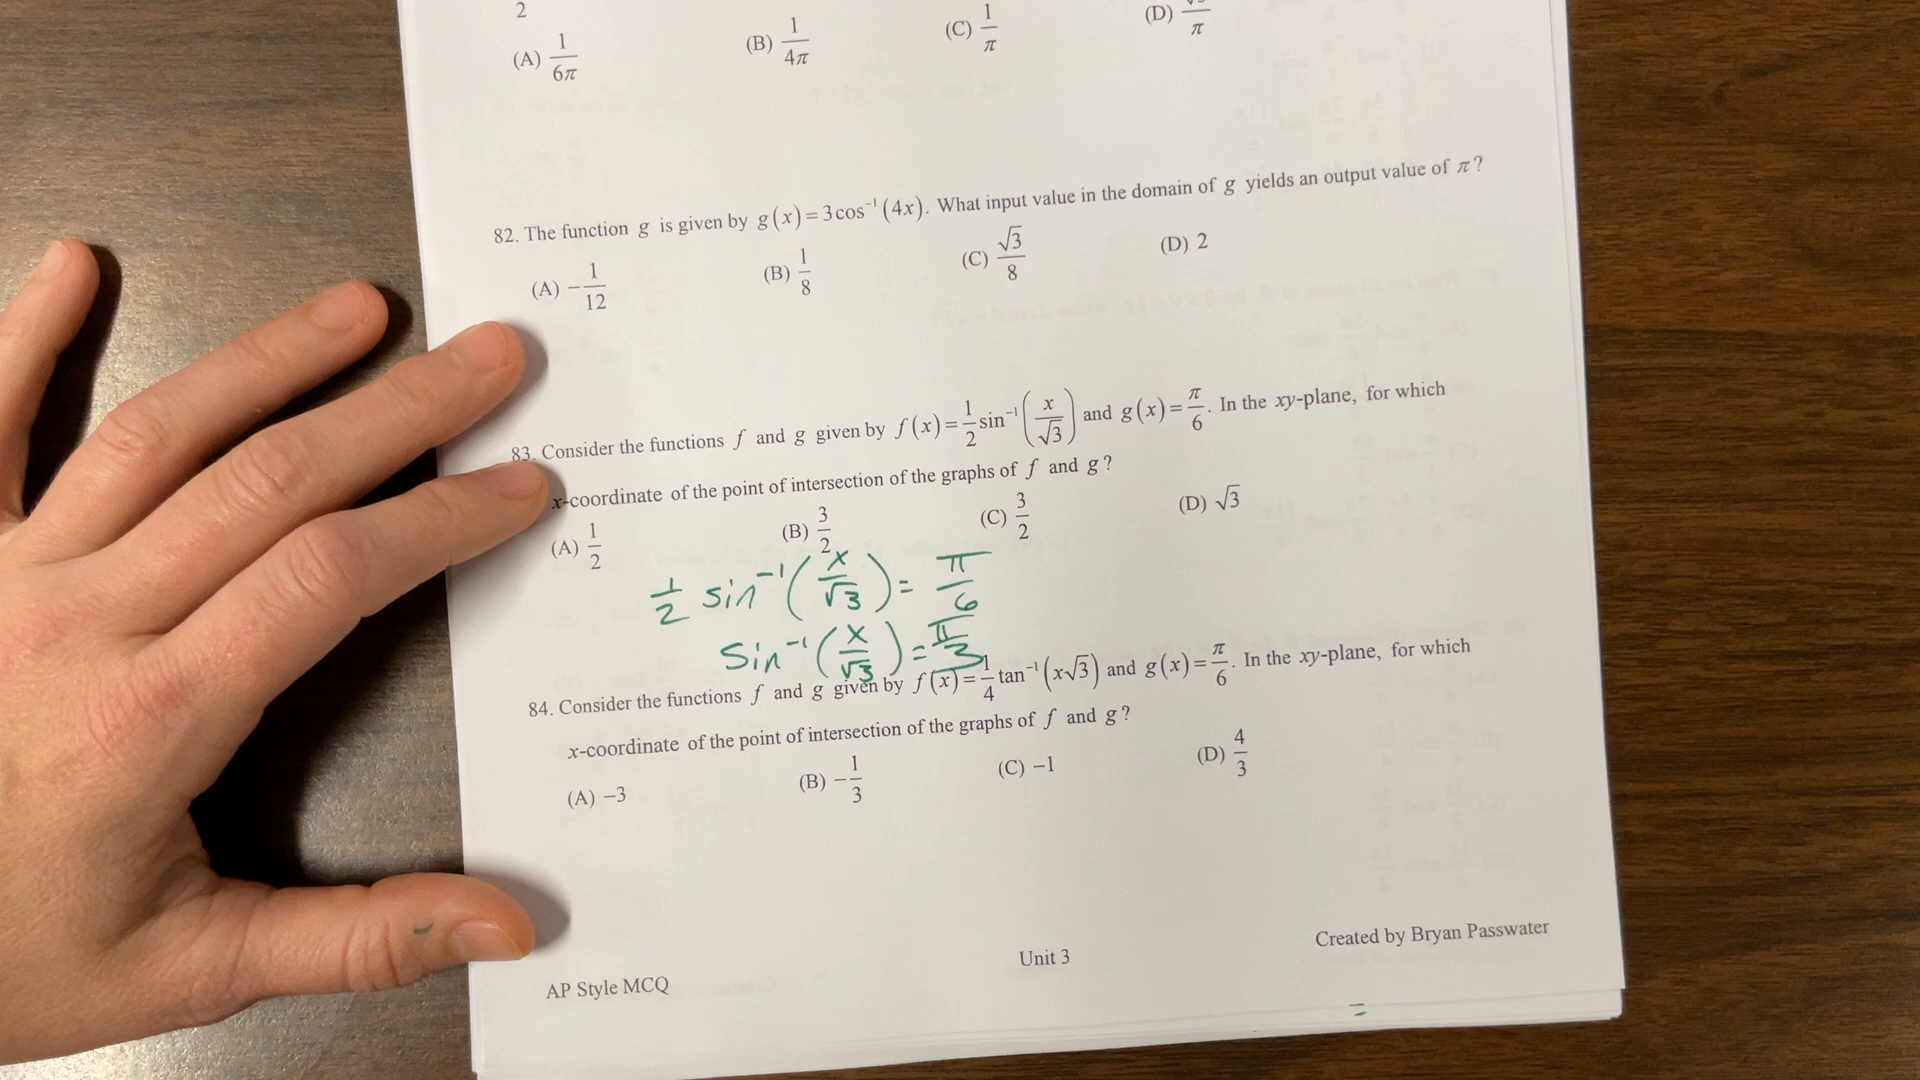 2
(A) 1/6π (B) 1/4π (C) 1/π (D) /π
82. The function g is given by g(x) = 3cos⁻¹(4x). What input value in the domain of g yields an output value of π?
(A) −1/12 (B) 1/8 (C) √3/8 (D) 2
83. Consider the functions f and g given by f(x) = 1/2 sin⁻¹(x/√3) and g(x) = π/6. In the xy-plane, for which
x-coordinate of the point of intersection of the graphs of f and g?
(A) 1/2 (B) 3/2 (C) 3/2 (D) √3
1/2 sin⁻¹(x/√3) = π/6
sin⁻¹(x/√3) = π/3
84. Consider the functions f and g given by f(x) = 1/4 tan⁻¹(x√3) and g(x) = π/6. In the xy-plane, for which
x-coordinate of the point of intersection of the graphs of f and g?
(A) −3 (B) −1/3 (C) −1 (D) 4/3
AP Style MCQ Unit 3 Created by Bryan Passwater